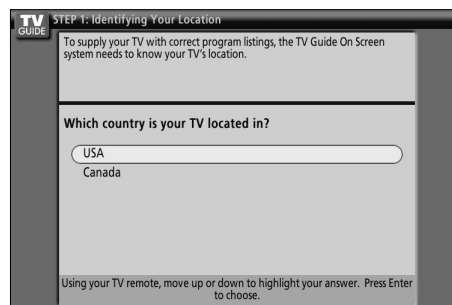 TV
GUIDE
STEP 1: Identifying Your Location
To supply your TV with correct program listings, the TV Guide On Screen
system needs to know your TV's location.
Which country is your TV located in?
USA
Canada
Using your TV remote, move up or down to highlight your answer. Press Enter
to choose.